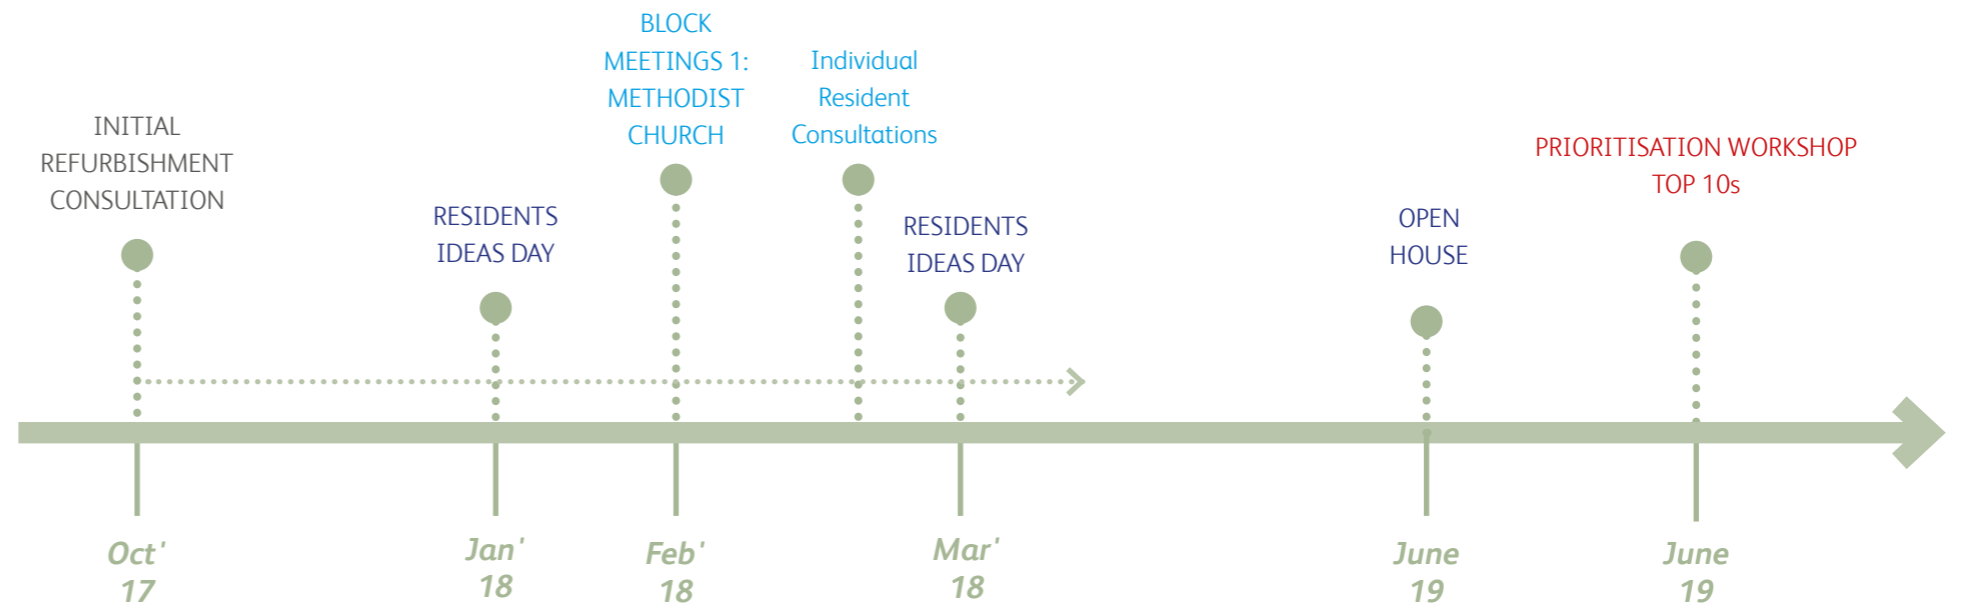 INITIAL
REFURBISHMENT
CONSULTATION
RESIDENTS
IDEAS DAY
BLOCK
MEETINGS 1:
METHODIST
CHURCH
Individual
Resident
Consultations
RESIDENTS
IDEAS DAY
OPEN
HOUSE
PRIORITISATION WORKSHOP
TOP 10s
Oct'
17
Jan'
18
Feb'
18
Mar'
18
June
19
June
19